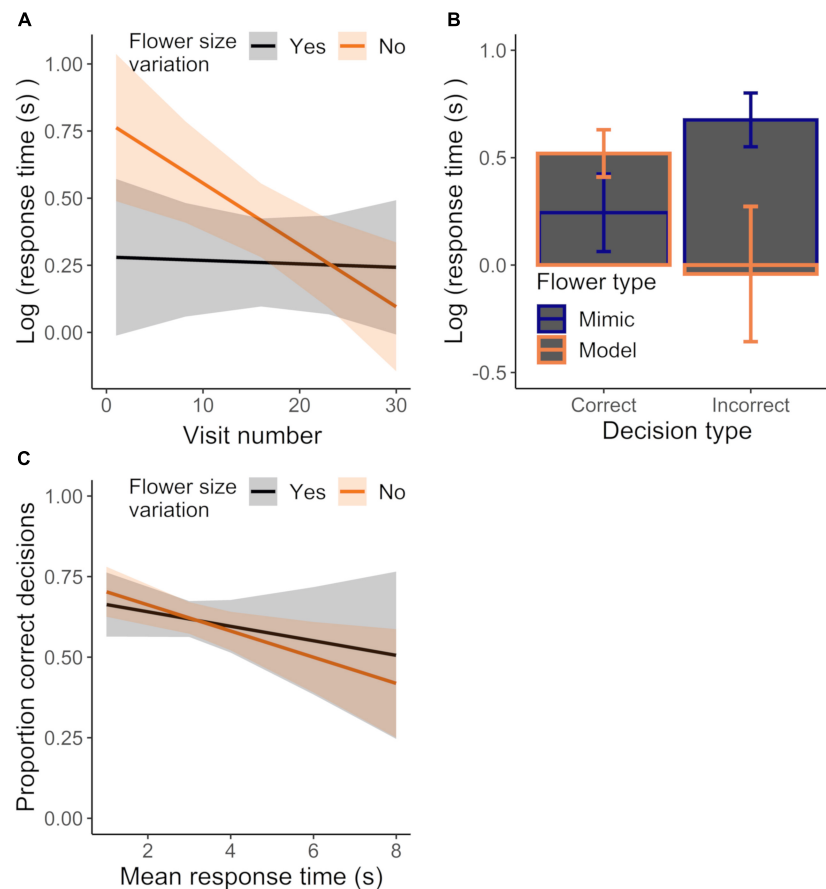 A
Flower size
variation
Yes
No
Log (response time (s) )
1.00
0.75
0.50
0.25
0.00
0
10
20
30
Visit number
B
Log (response time (s) )
1.0
0.5
0.0
-0.5
Flower type
Mimic
Model
Correct
Incorrect
Decision type
C
Flower size
variation
Yes
No
Proportion correct decisions
1.00
0.75
0.50
0.25
0.00
2
4
6
8
Mean response time (s)